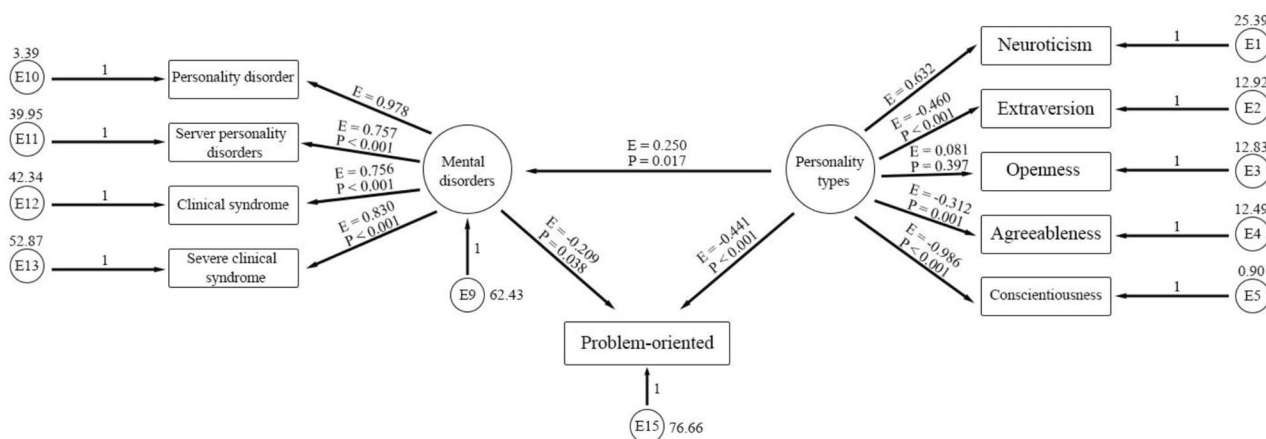 3.39
E10
1
Personality disorder
39.95
E11
1
Server personality
disorders
42.34
E12
1
Clinical syndrome
52.87
E13
1
Severe clinical
syndrome
E = 0.978
E = 0.757
P < 0.001
E = 0.756
P < 0.001
E = 0.830
P < 0.001
Mental
disorders
1
E9
62.43
E = 0.250
P = 0.017
E = -0.209
P = 0.038
E = -0.441
P < 0.001
Problem-oriented
1
E15
76.66
Personality
types
E = 0.632
E = -0.460
P < 0.001
E = 0.081
P = 0.397
E = -0.312
P = 0.001
E = -0.986
P < 0.001
Neuroticism
1
25.39
E1
Extraversion
1
12.92
E2
Openness
1
12.83
E3
Agreeableness
1
12.49
E4
Conscientiousness
1
0.90
E5